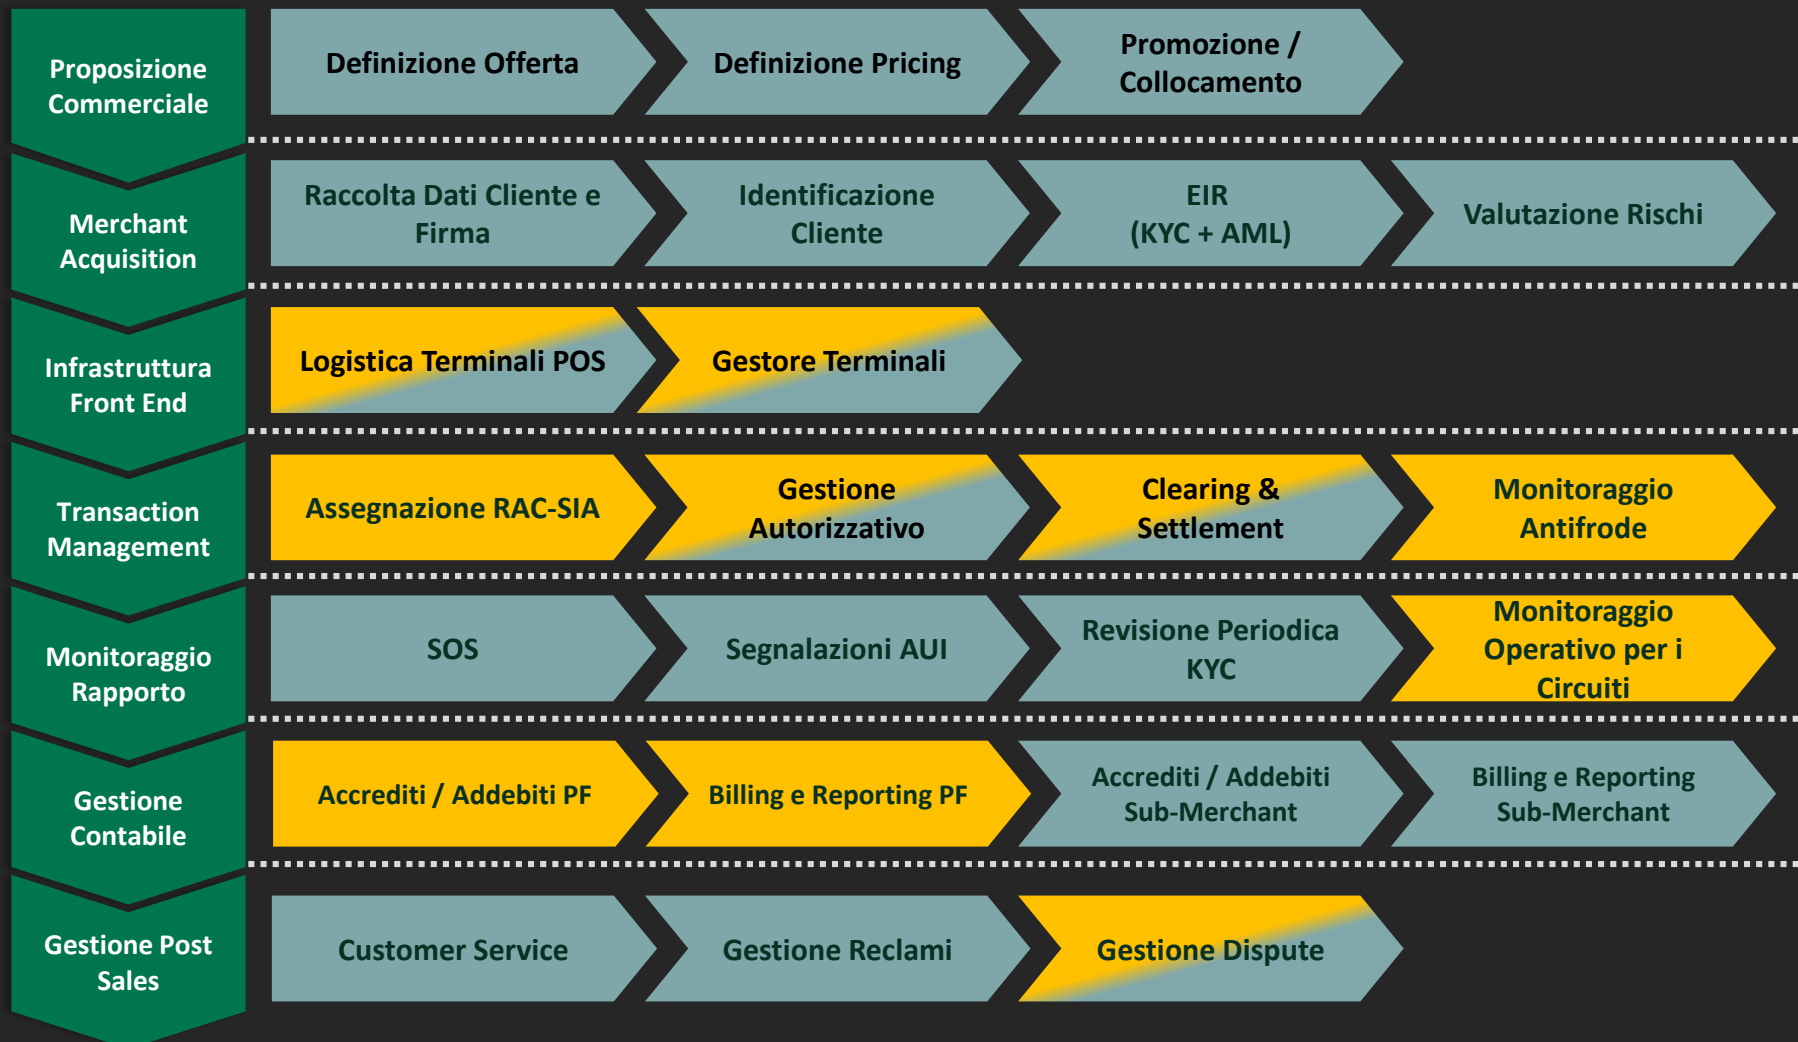 Proposizione
Commerciale
Definizione Offerta
Definizione Pricing
Promozione /
Collocamento
Merchant
Acquisition
Raccolta Dati Cliente e
Firma
Identificazione
Cliente
EIR
(KYC + AML)
Valutazione Rischi
Infrastruttura
Front End
Logistica Terminali POS
Gestore Terminali
Transaction
Management
Assegnazione RAC-SIA
Gestione
Autorizzativo
Clearing &
Settlement
Monitoraggio
Antifrode
Monitoraggio
Rapporto
SOS
Segnalazioni AUI
Revisione Periodica
KYC
Monitoraggio
Operativo per i
Circuiti
Gestione
Contabile
Accrediti / Addebiti PF
Billing e Reporting PF
Accrediti / Addebiti
Sub-Merchant
Billing e Reporting
Sub-Merchant
Gestione Post
Sales
Customer Service
Gestione Reclami
Gestione Dispute